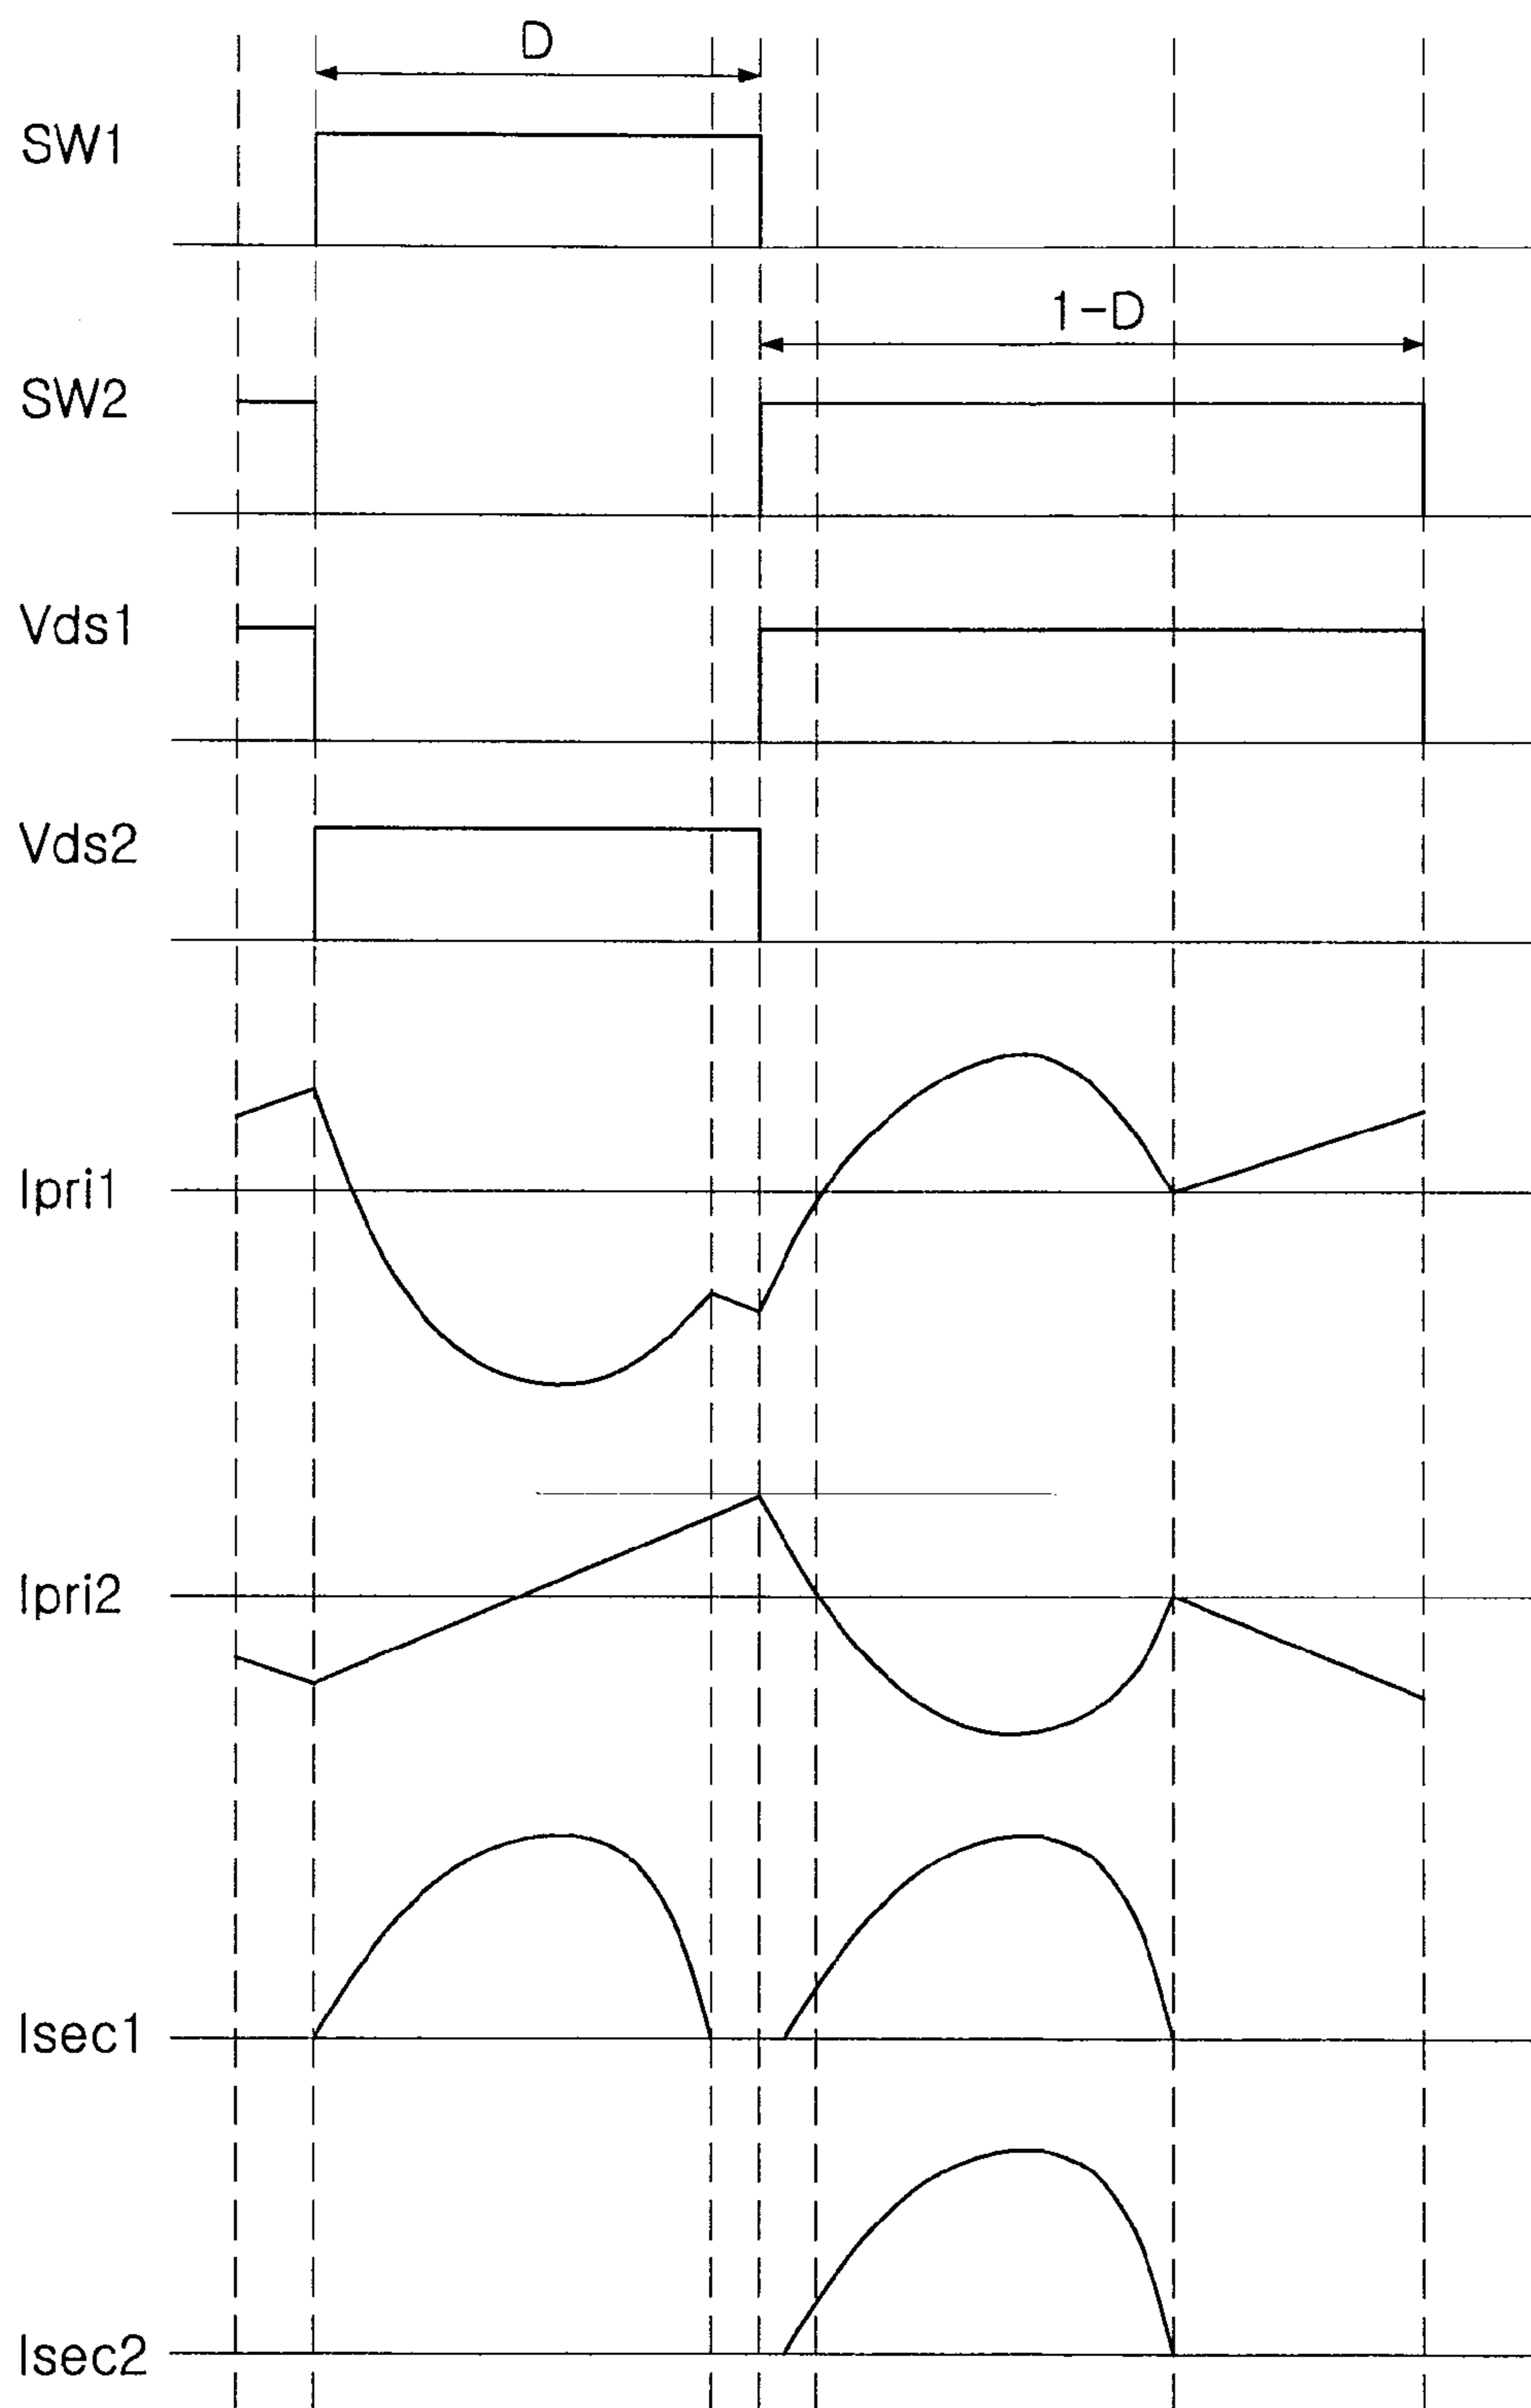 D
SW1
1-D
SW2
Vds1
Vds2
Ipri1
Ipri2
Isec1
Isec2